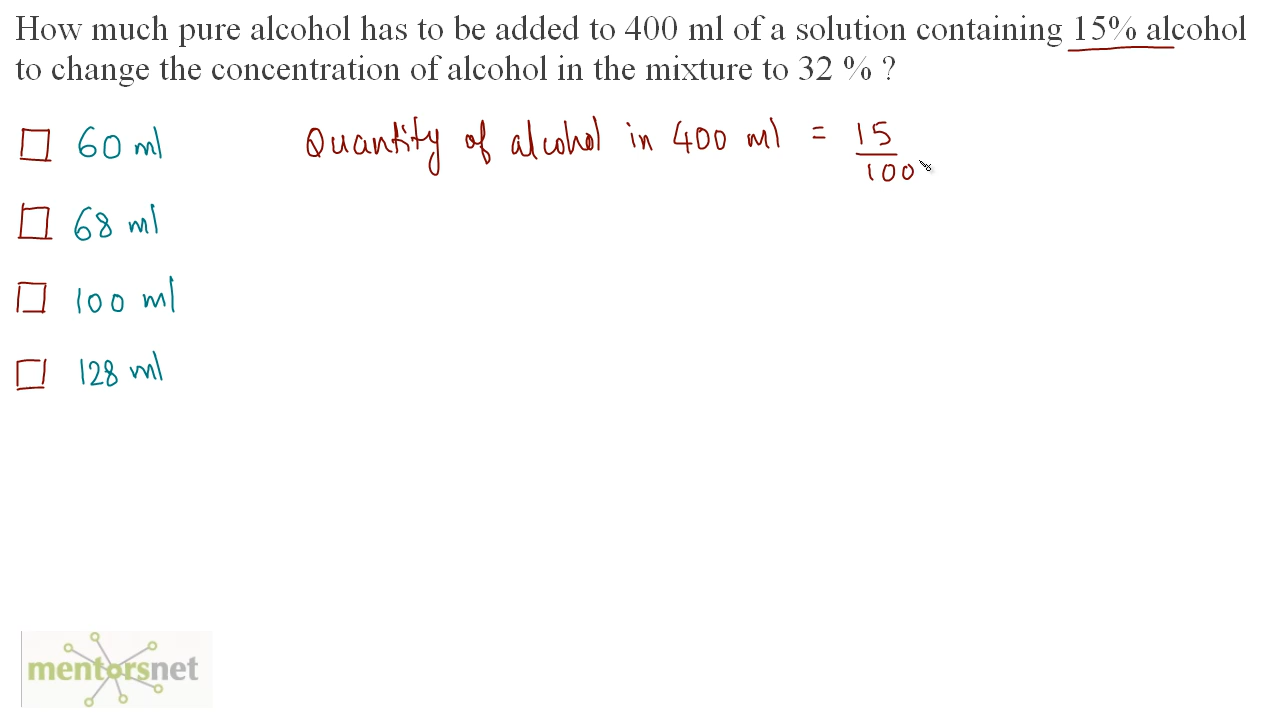 How much pure alcohol has to be added to 400 ml of a solution containing 15% alcohol
to change the concentration of alcohol in the mixture to 32 % ?
60 ml
Quantity of alcohol in 400 ml = 15/100
68 ml
100 ml
128 ml
mentorsnet